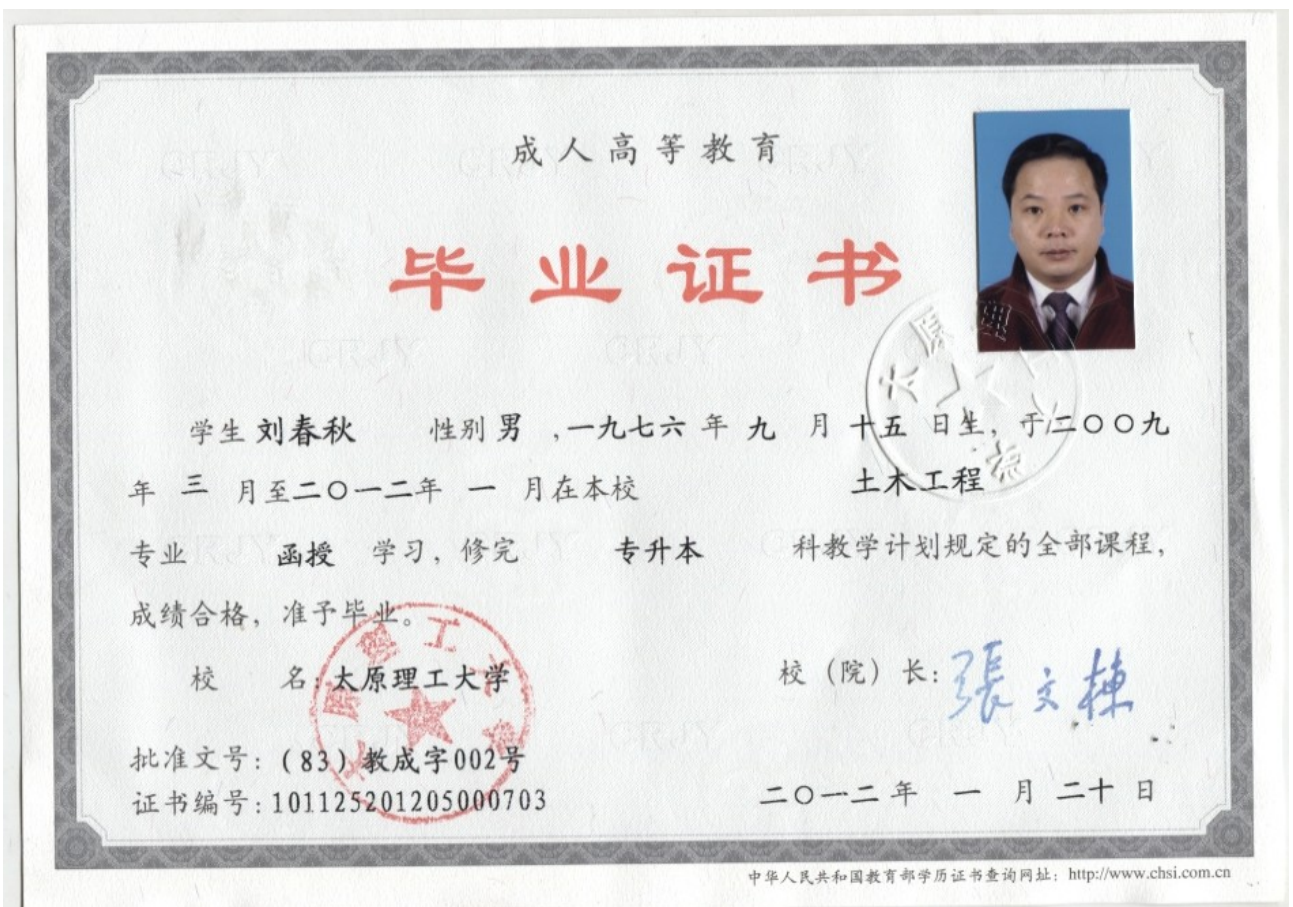 成人高等教育
毕业证书
学生 刘春秋 性别 男 ,一九七六 年 九 月 十五 日生, 于二〇〇九
年 三 月至二〇一二年 一 月在本校 土木工程
专业 函授 学习, 修完 专升本 科教学计划规定的全部课程,
成绩合格, 准予毕业。
校 名: 太原理工大学
校（院）长: 張文棟
批准文号: (83) 教成字002号
证书编号: 101125201205000703
二〇一二 年 一 月 二十 日
太原理工大学
中华人民共和国教育部学历证书查询网址: http://www.chsi.com.cn